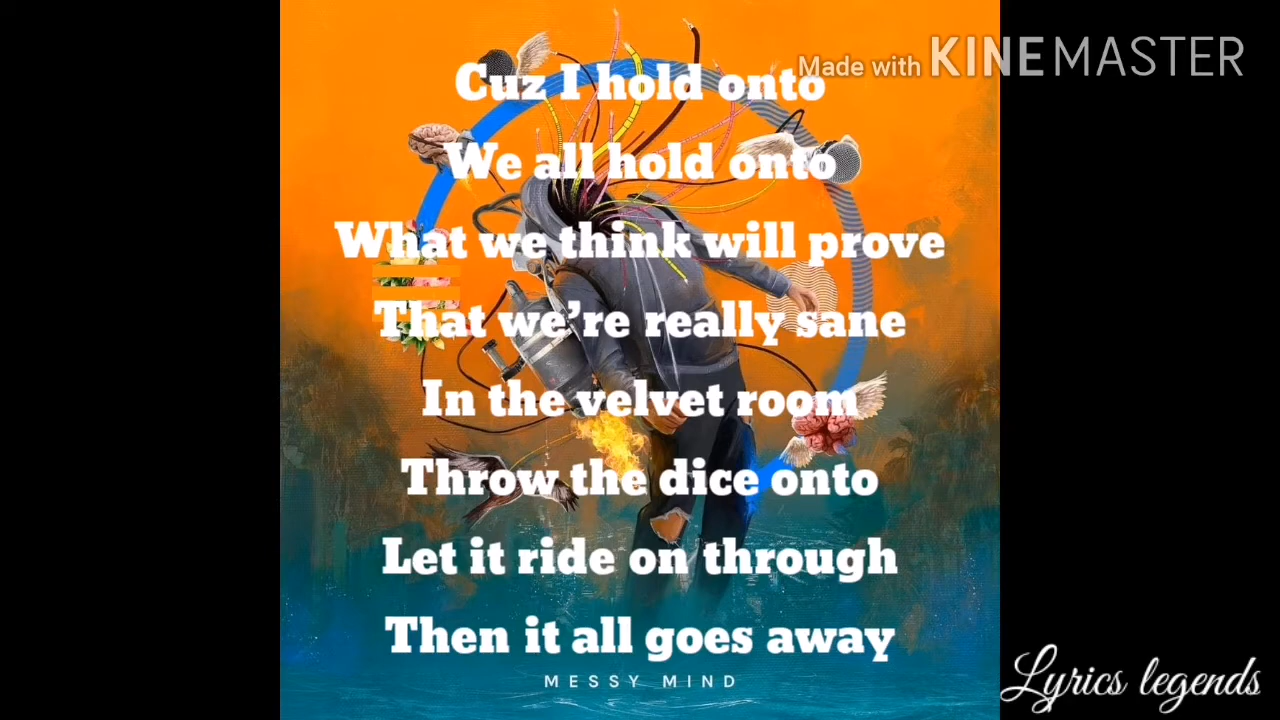 Made with KINEMASTER
Cuz I hold onto
We all hold onto
What we think will prove
That we're really sane
In the velvet room
Throw the dice onto
Let it ride on through
Then it all goes away
MESSY MIND
Lyrics legends